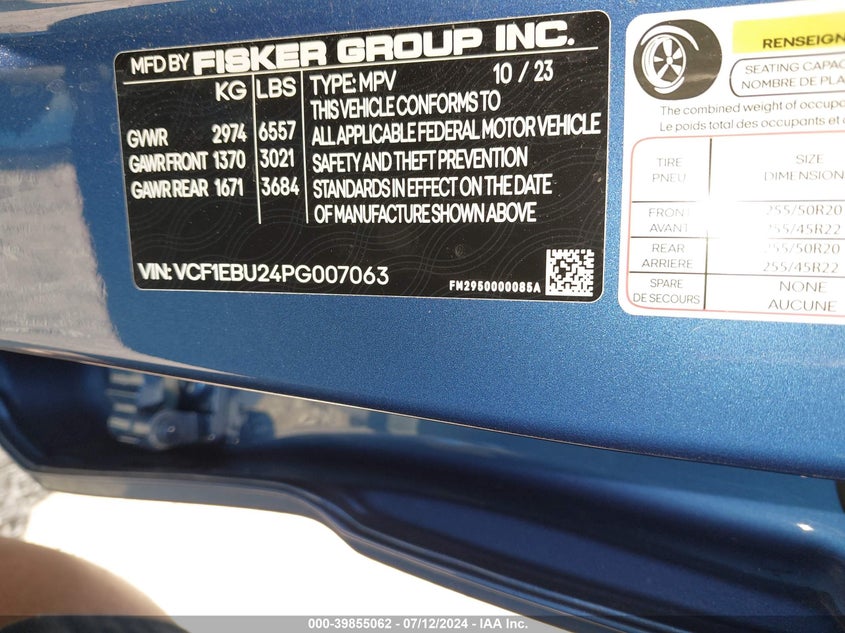 MFD BY FISKER GROUP INC.
KG LBS TYPE: MPV 10 / 23
THIS VEHICLE CONFORMS TO
GVWR 2974 6557 ALL APPLICABLE FEDERAL MOTOR VEHICLE
GAWR FRONT 1370 3021 SAFETY AND THEFT PREVENTION
GAWR REAR 1671 3684 STANDARDS IN EFFECT ON THE DATE
OF MANUFACTURE SHOWN ABOVE
VIN: VCF1EBU24PG007063
FM2950000085A
SEATING
NOMBRE DE
The combined weight of
Le poids total des occupants et
TIRE SIZE
PNEU DIMENSION
FRONT 255/50R20
AVANT 255/45R22
REAR 255/50R20
ARRIERE 255/45R22
SPARE NONE
DE SECOURS AUCUNE
000-39855062 - 07/12/2024 - IAA Inc.